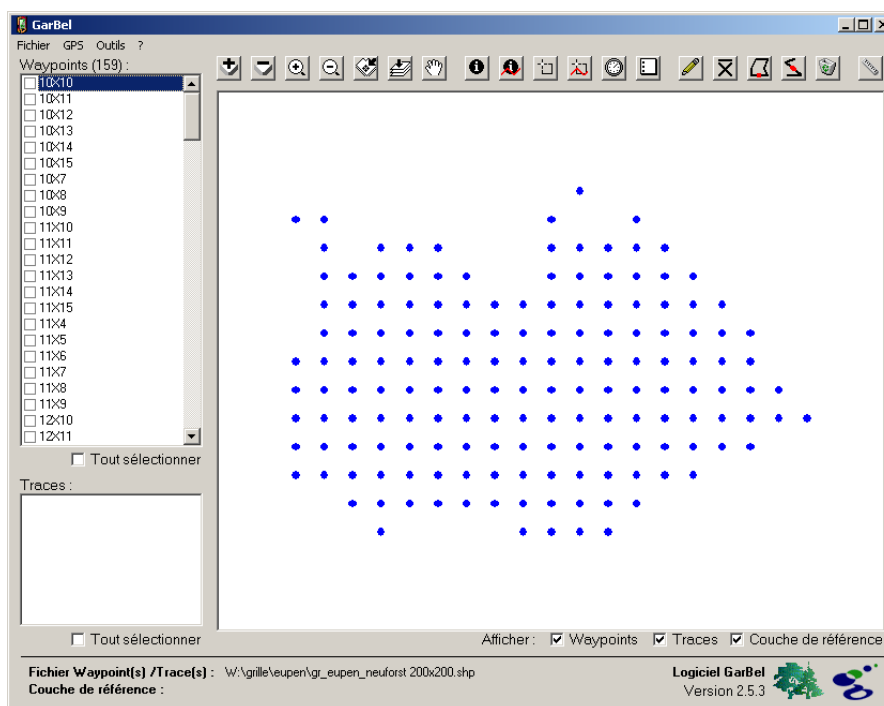 GarBel
Fichier GPS Outils ?
Waypoints (159) :
10X10
10X11
10X12
10X13
10X14
10X15
10X7
10X8
10X9
11X10
11X11
11X12
11X13
11X14
11X15
11X4
11X5
11X6
11X7
11X8
11X9
12X10
12X11
Tout sélectionner
Traces :
Tout sélectionner
Afficher : Waypoints Traces Couche de référence
Fichier Waypoint(s) /Trace(s) : W:\grille\eupen\gr_eupen_neuforst 200x200.shp
Couche de référence :
Logiciel GarBel
Version 2.5.3